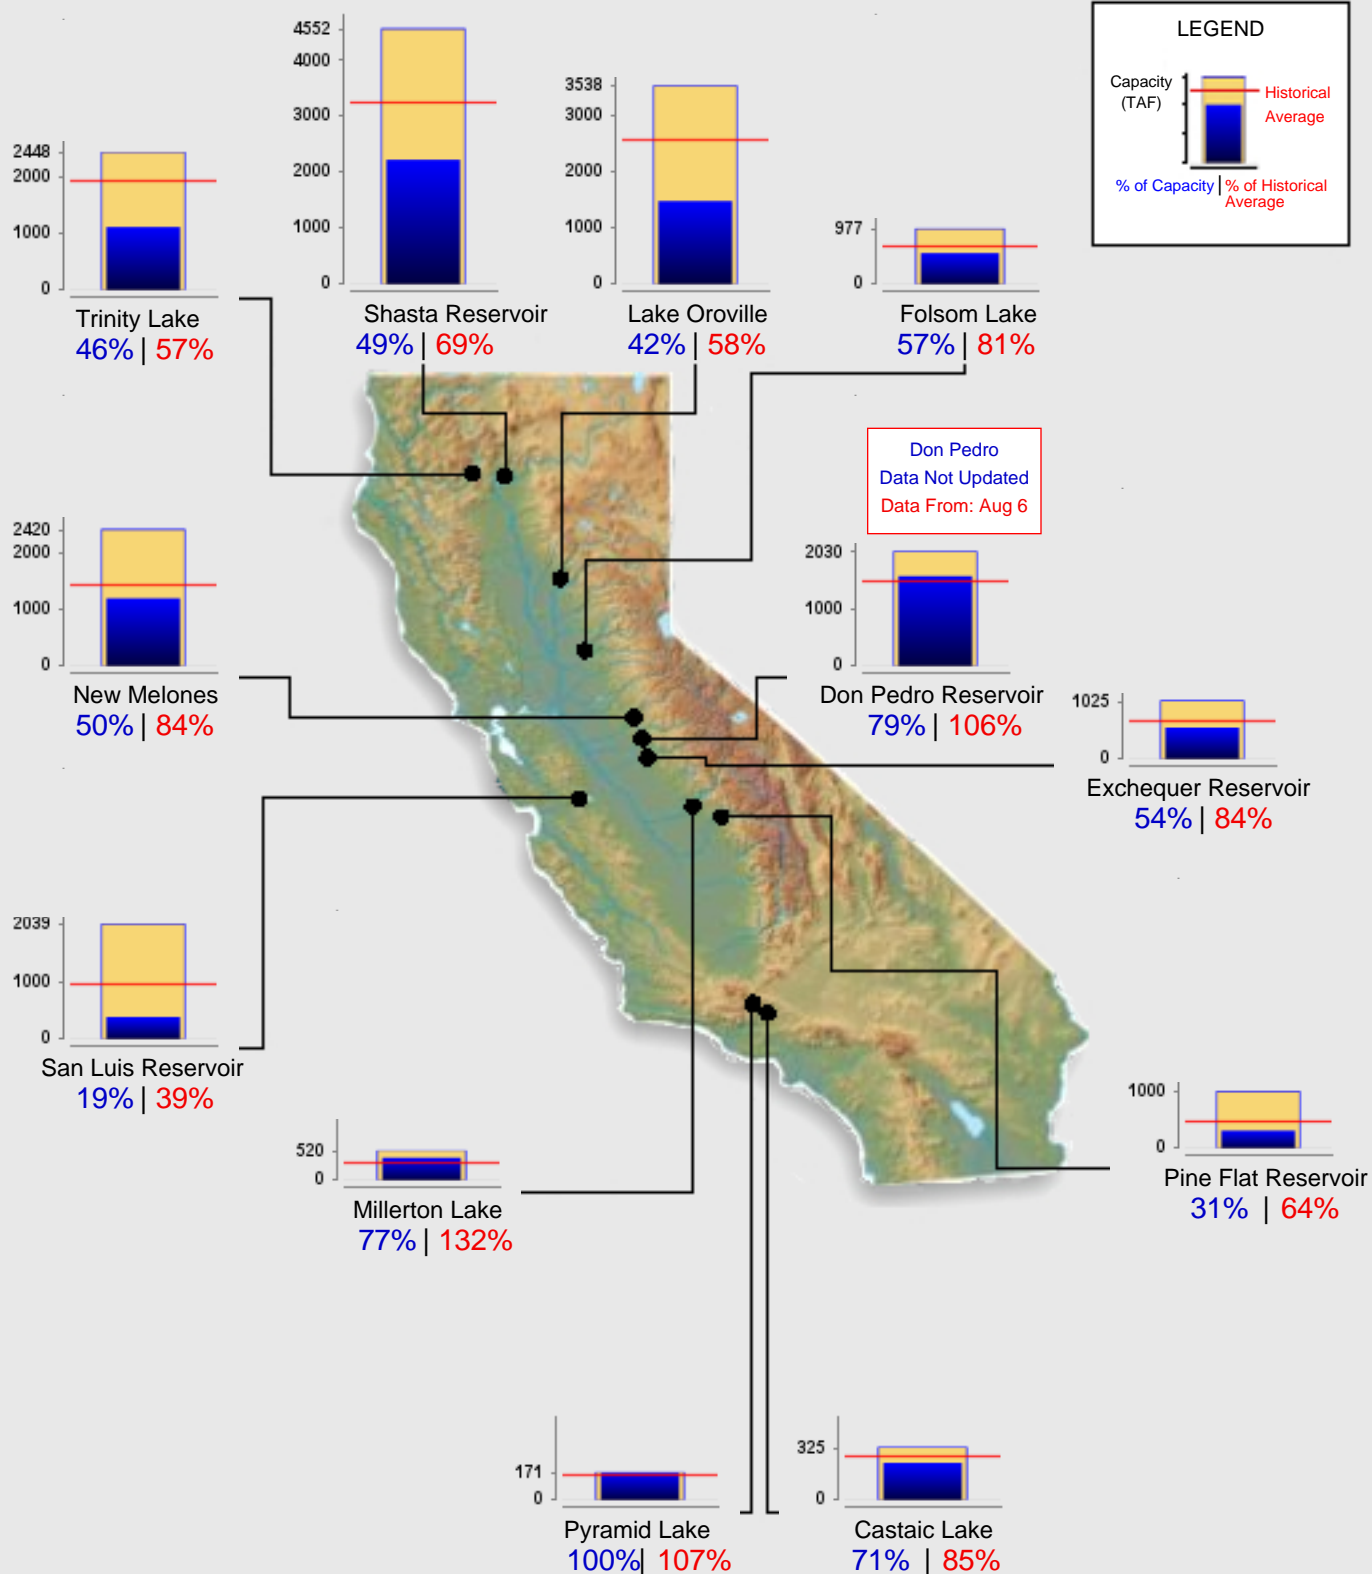 LEGEND
Capacity
(TAF)
Historical
Average
% of Capacity | % of Historical
Average
4552
4000
3000
2000
1000
0
Shasta Reservoir
49% | 69%
3538
3000
2000
1000
0
Lake Oroville
42% | 58%
2448
2000
1000
0
Trinity Lake
46% | 57%
977
0
Folsom Lake
57% | 81%
Don Pedro
Data Not Updated
Data From: Aug 6
2420
2000
1000
0
New Melones
50% | 84%
2030
1000
0
Don Pedro Reservoir
79% | 106%
1025
0
Exchequer Reservoir
54% | 84%
2039
1000
0
San Luis Reservoir
19% | 39%
520
0
Millerton Lake
77% | 132%
1000
0
Pine Flat Reservoir
31% | 64%
171
0
Pyramid Lake
100% | 107%
325
0
Castaic Lake
71% | 85%